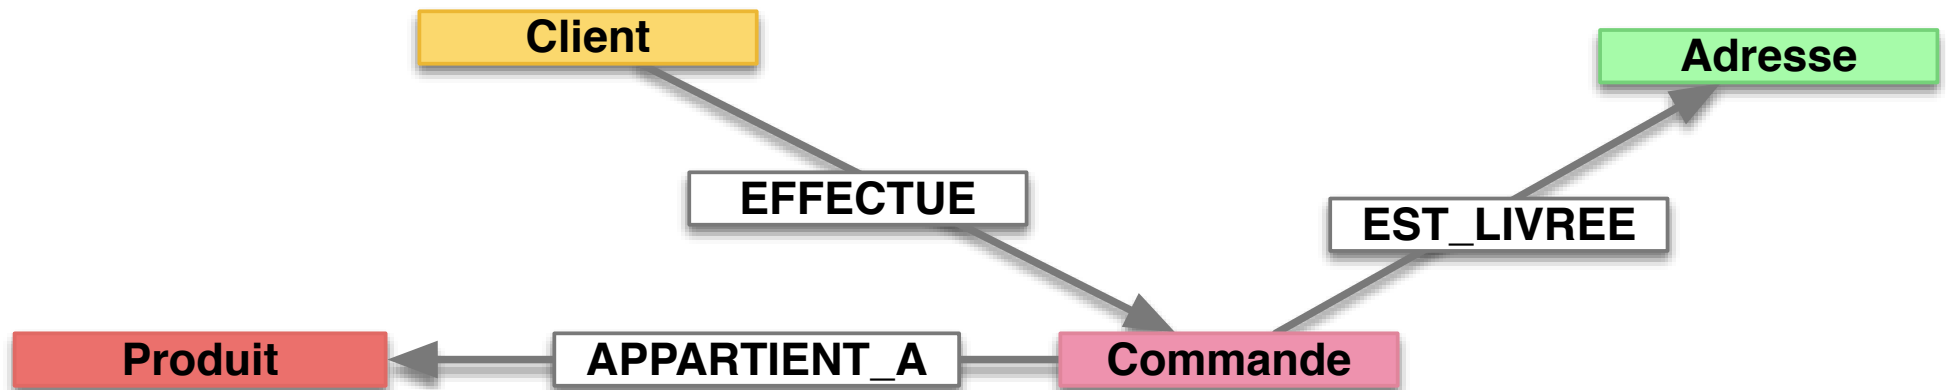 Client
Adresse
EFFECTUE
EST_LIVREE
Produit
APPARTIENT_A
Commande